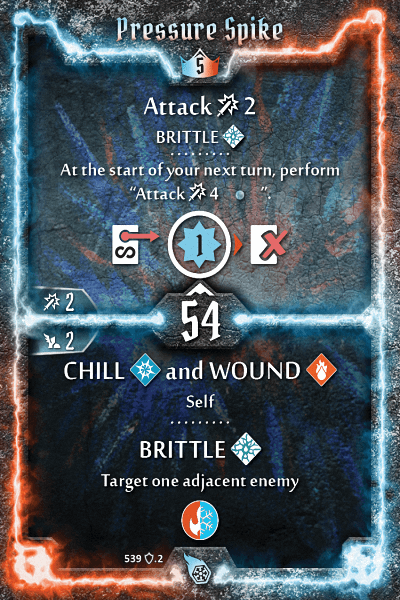 Pressure Spike
5
Attack 2
BRITTLE
At the start of your next turn, perform
“Attack 4 ”.
S 1
2
54
2
CHILL and WOUND
Self
BRITTLE
Target one adjacent enemy
539 .2